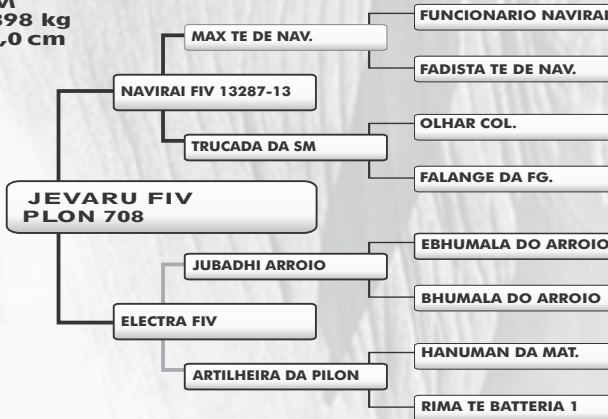 398 kg
,0 cm
MAX TE DE NAV.
FUNCIONARIO NAVIRAI
FADISTA TE DE NAV.
NAVIRAI FIV 13287-13
TRUCADA DA SM
OLHAR COL.
FALANGE DA FG.
JEVARU FIV
PLON 708
EBHUMALA DO ARROIO
JUBADHI ARROIO
BHUMALA DO ARROIO
ELECTRA FIV
ARTILHEIRA DA PILON
HANUMAN DA MAT.
RIMA TE BATTERIA 1